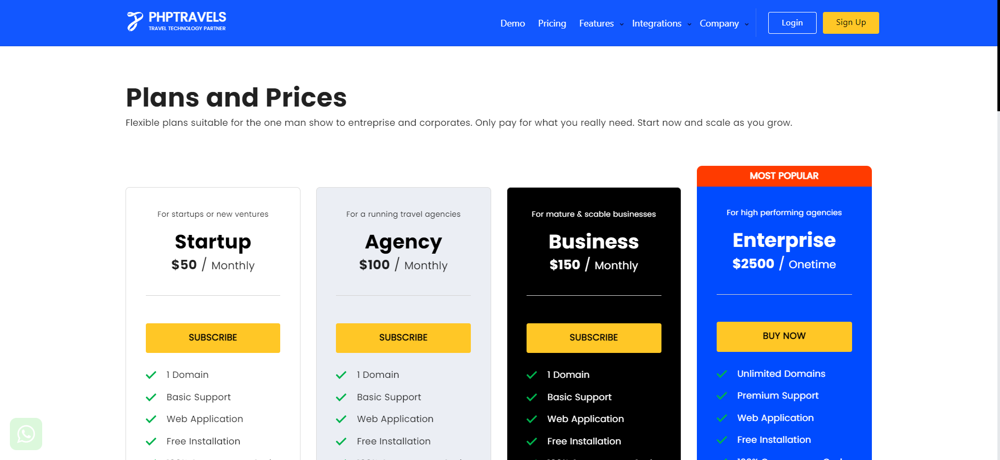 PHPTRAVELS
TRAVEL TECHNOLOGY PARTNER
Demo Pricing Features Integrations Company Login Sign Up
Plans and Prices
Flexible plans suitable for the one man show to entreprise and corporates. Only pay for what you really need. Start now and scale as you grow.
For startups or new ventures
Startup
$50 / Monthly
SUBSCRIBE
1 Domain
Basic Support
Web Application
Free Installation
For a running travel agencies
Agency
$100 / Monthly
SUBSCRIBE
1 Domain
Basic Support
Web Application
Free Installation
For mature & scable businesses
Business
$150 / Monthly
SUBSCRIBE
1 Domain
Basic Support
Web Application
Free Installation
MOST POPULAR
For high performing agencies
Enterprise
$2500 / Onetime
BUY NOW
Unlimited Domains
Premium Support
Web Application
Free Installation